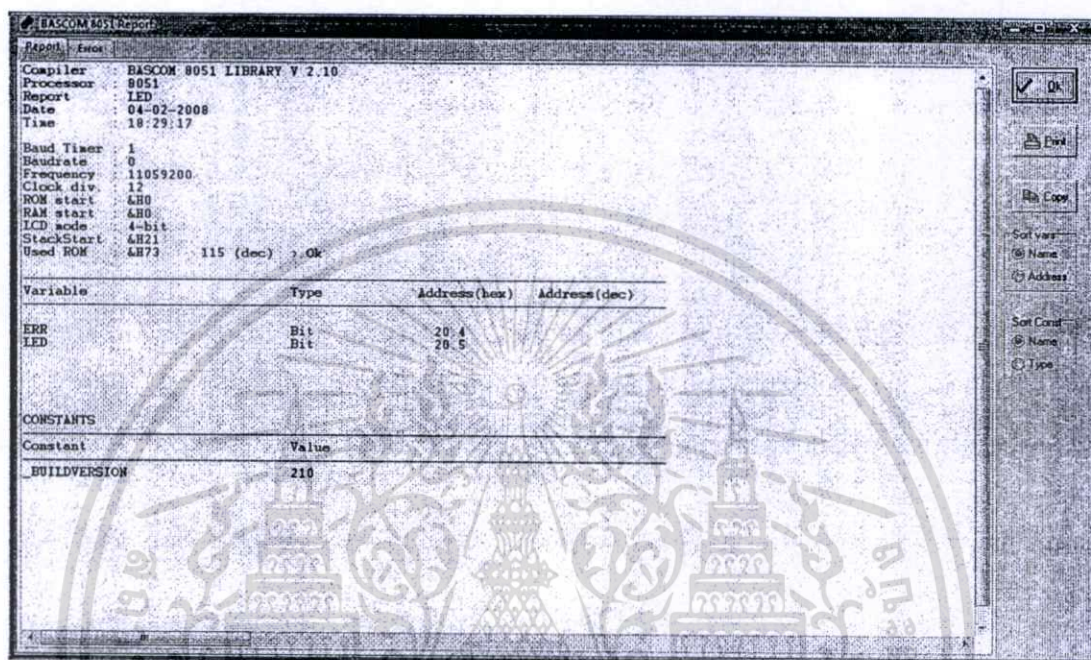 BASCOM 8051 Report
Report Error
Compiler : BASCOM 8051 LIBRARY V 2.10
Processor : 8051
Report : LED
Date : 04-02-2008
Time : 18:29:17
Baud Timer : 1
Baudrate : 0
Frequency : 11059200
Clock div. : 12
ROM start : &H0
RAM start : &H0
LCD mode : 4-bit
StackStart : &H21
Used ROM : &H73 115 (dec) > Ok
Variable Type Address(hex) Address(dec)
ERR Bit 20.4
LED Bit 20.5
CONSTANTS
Constant Value
_BUILDVERSION 210
Ok
Print
Copy
Sort vars
Name
Address
Sort Const
Name
Type